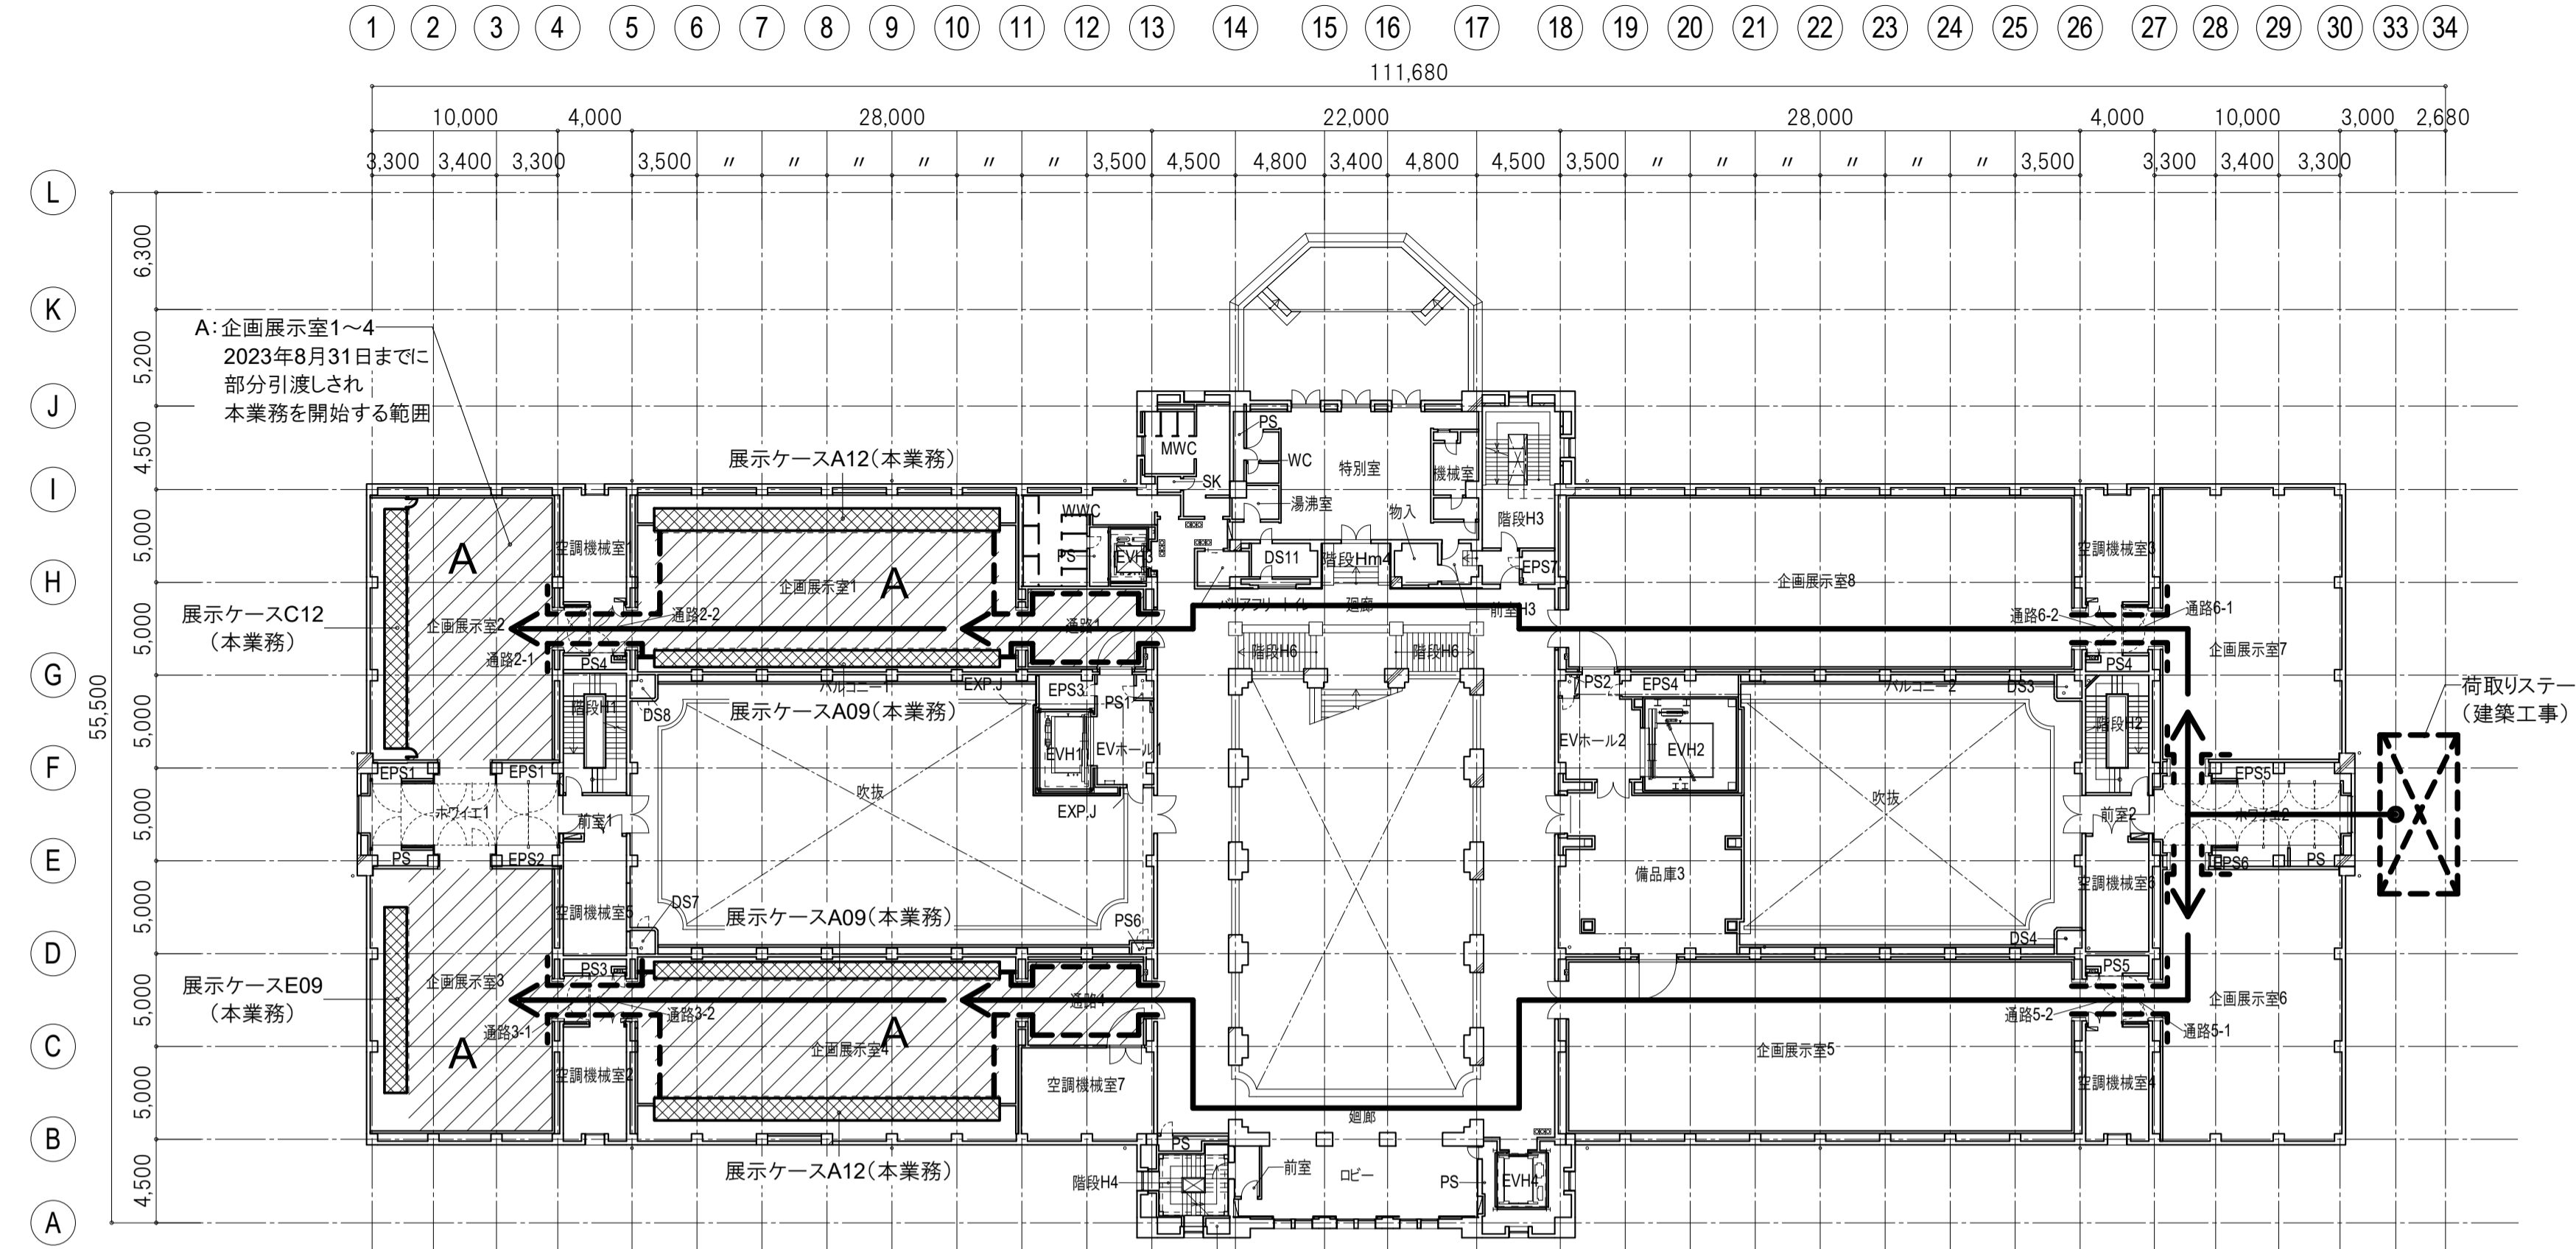 1 2 3 4 5 6 7 8 9 10 11 12 13 14 15 16 17 18 19 20 21 22 23 24 25 26 27 28 29 30 33 34
111,680
10,000 4,000 28,000 22,000 28,000 4,000 10,000 3,000 2,680
3,300 3,400 3,300 3,500 〃 〃 〃 〃 〃 〃 3,500 4,500 4,800 3,400 4,800 4,500 3,500 〃 〃 〃 〃 〃 〃 3,500 3,300 3,400 3,300
L
6,300
K
5,200
J
4,500
I
5,000
H
5,000
G
5,000
F
5,000
E
5,000
D
5,000
C
5,000
B
4,500
A
55,500
A：企画展示室1～4
2023年8月31日までに
部分引渡しされ
本業務を開始する範囲
展示ケースA12（本業務）
展示ケースC12
（本業務）
展示ケースA09（本業務）
展示ケースA09（本業務）
展示ケースE09
（本業務）
展示ケースA12（本業務）
A
企画展示室2
空調機械室1
企画展示室1
A
通路2-2
通路2-1
PS4
階段H1
DS8
バルコニー1
EXP.J
EPS3
PS1
EVH1
EVホール1
EXP.J
吹抜
EPS1
EPS1
ホワイエ1
前室1
PS
EPS2
空調機械室5
DS7
PS6
企画展示室3
A
PS3
通路3-1
通路3-2
空調機械室2
企画展示室4
A
通路4
空調機械室7
通路1
WWC
PS
EVH3
MWC
SK
PS
WC
湯沸室
特別室
機械室
物入
階段H3
DS11
階段Hm4
EPS7
バリアフリートイレ
廻廊
前室H3
階段H6
階段H6
廻廊
PS
階段H4
前室
ロビー
PS
EVH4
企画展示室8
空調機械室3
通路6-2
通路6-1
PS4
企画展示室7
PS2
EPS4
バルコニー2
DS3
階段H2
EVホール2
EVH2
吹抜
前室2
EPS5
ホワイエ2
EPS6
PS
備品庫3
空調機械室6
DS4
PS5
通路5-2
通路5-1
企画展示室6
企画展示室5
空調機械室4
荷取りステー
（建築工事）